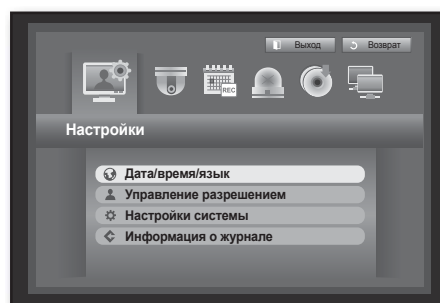 Выход
Возврат
REC
Настройки
Дата/время/язык
Управление разрешением
Настройки системы
Информация о журнале